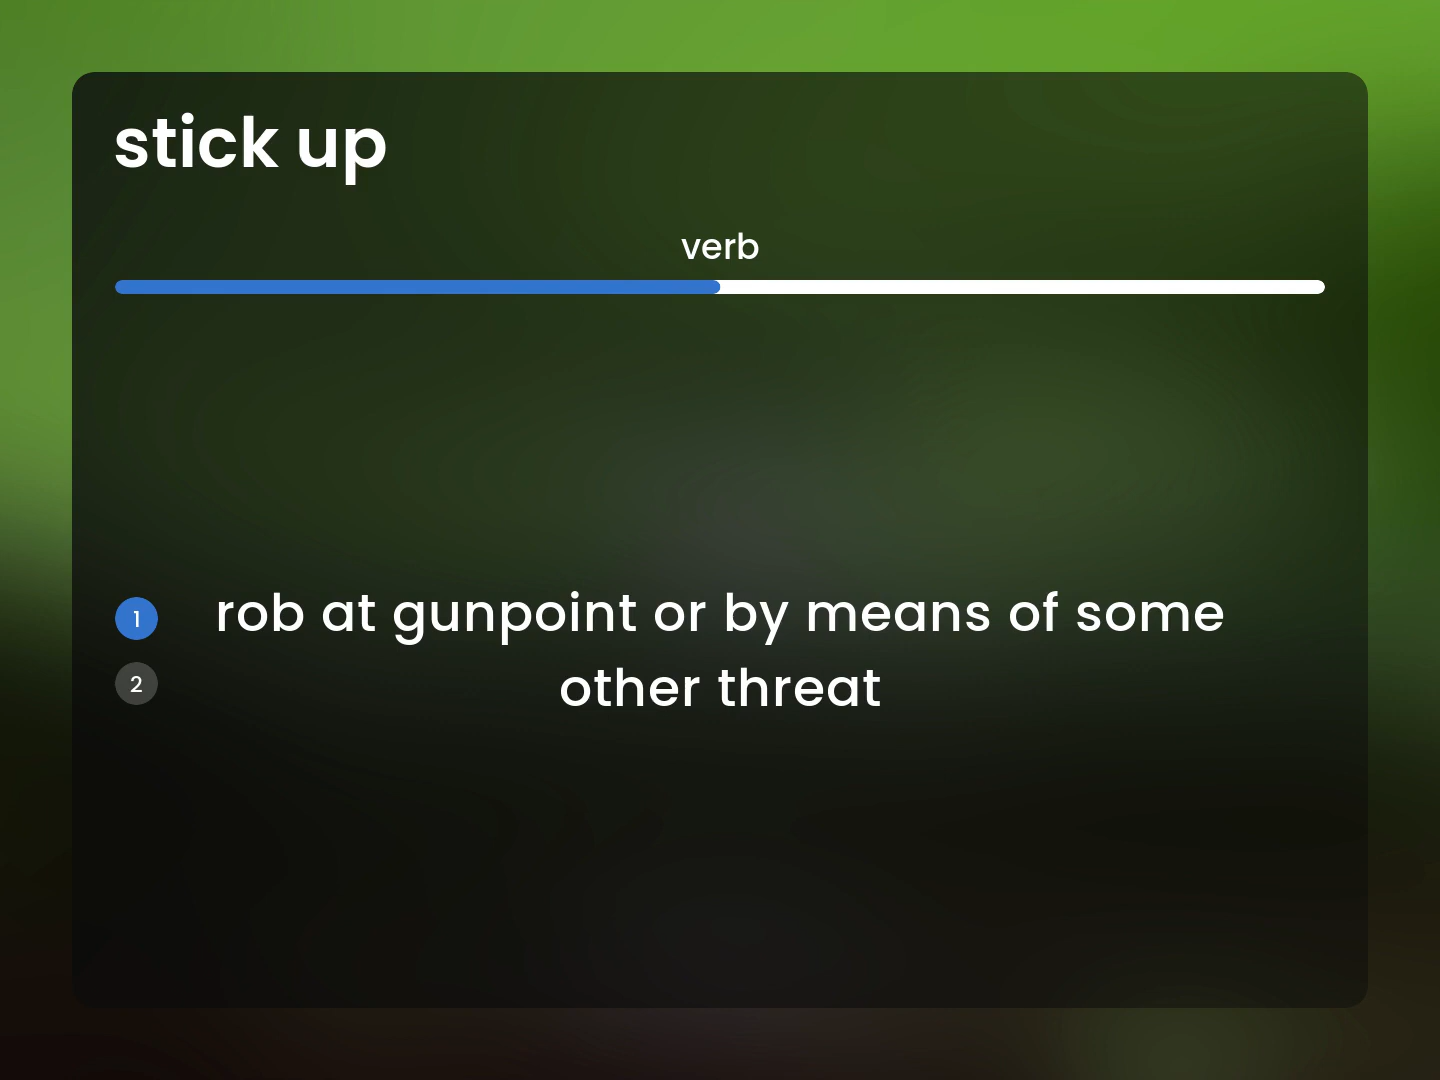 stick up
verb
1
rob at gunpoint or by means of some
2
other threat